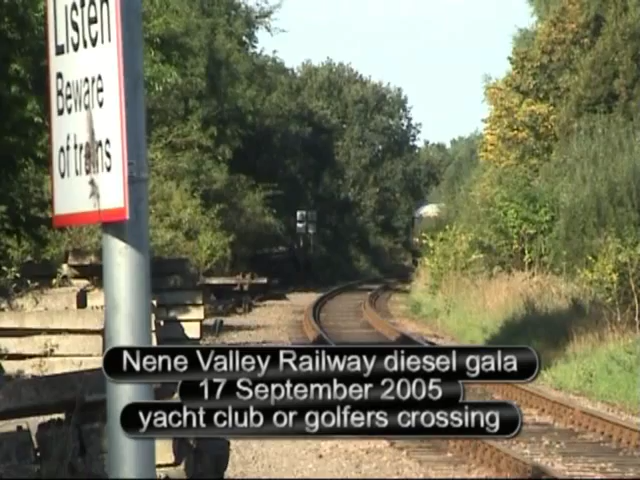 Listen
Beware
of trains
Nene Valley Railway diesel gala
17 September 2005
yacht club or golfers crossing